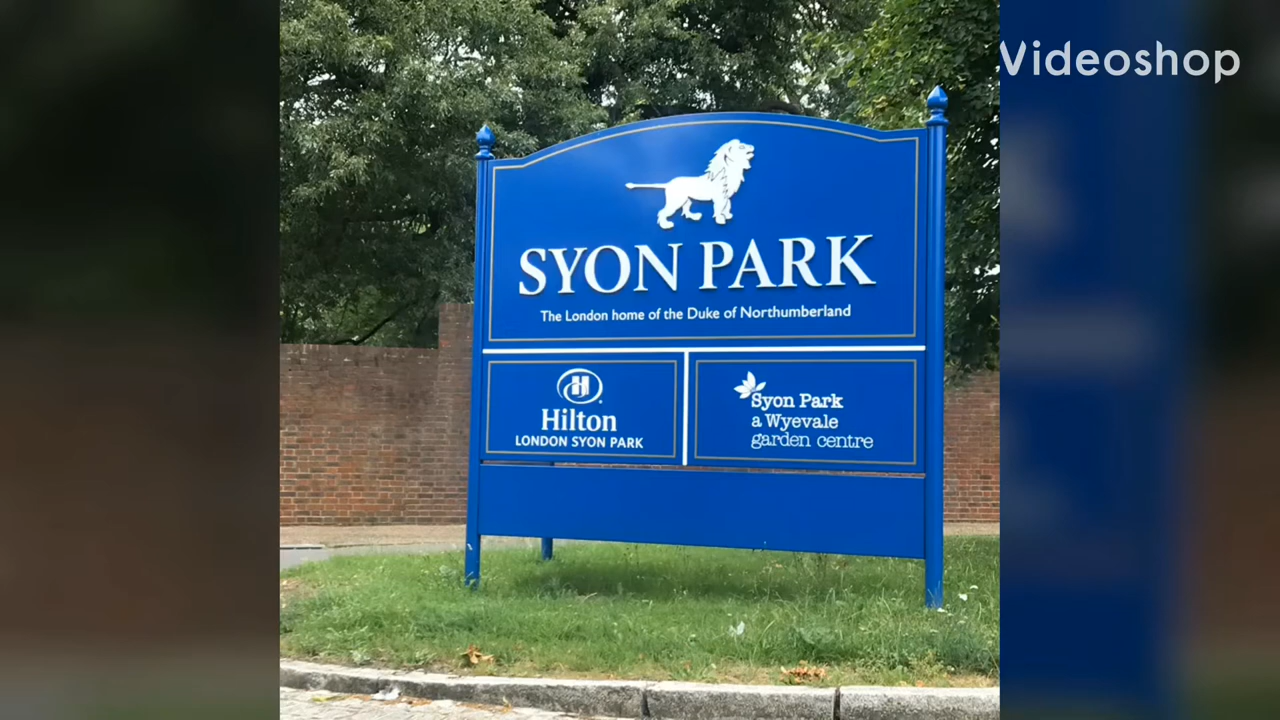 Videoshop
SYON PARK
The London home of the Duke of Northumberland
H
Hilton
LONDON SYON PARK
Syon Park
a Wyevale
garden centre